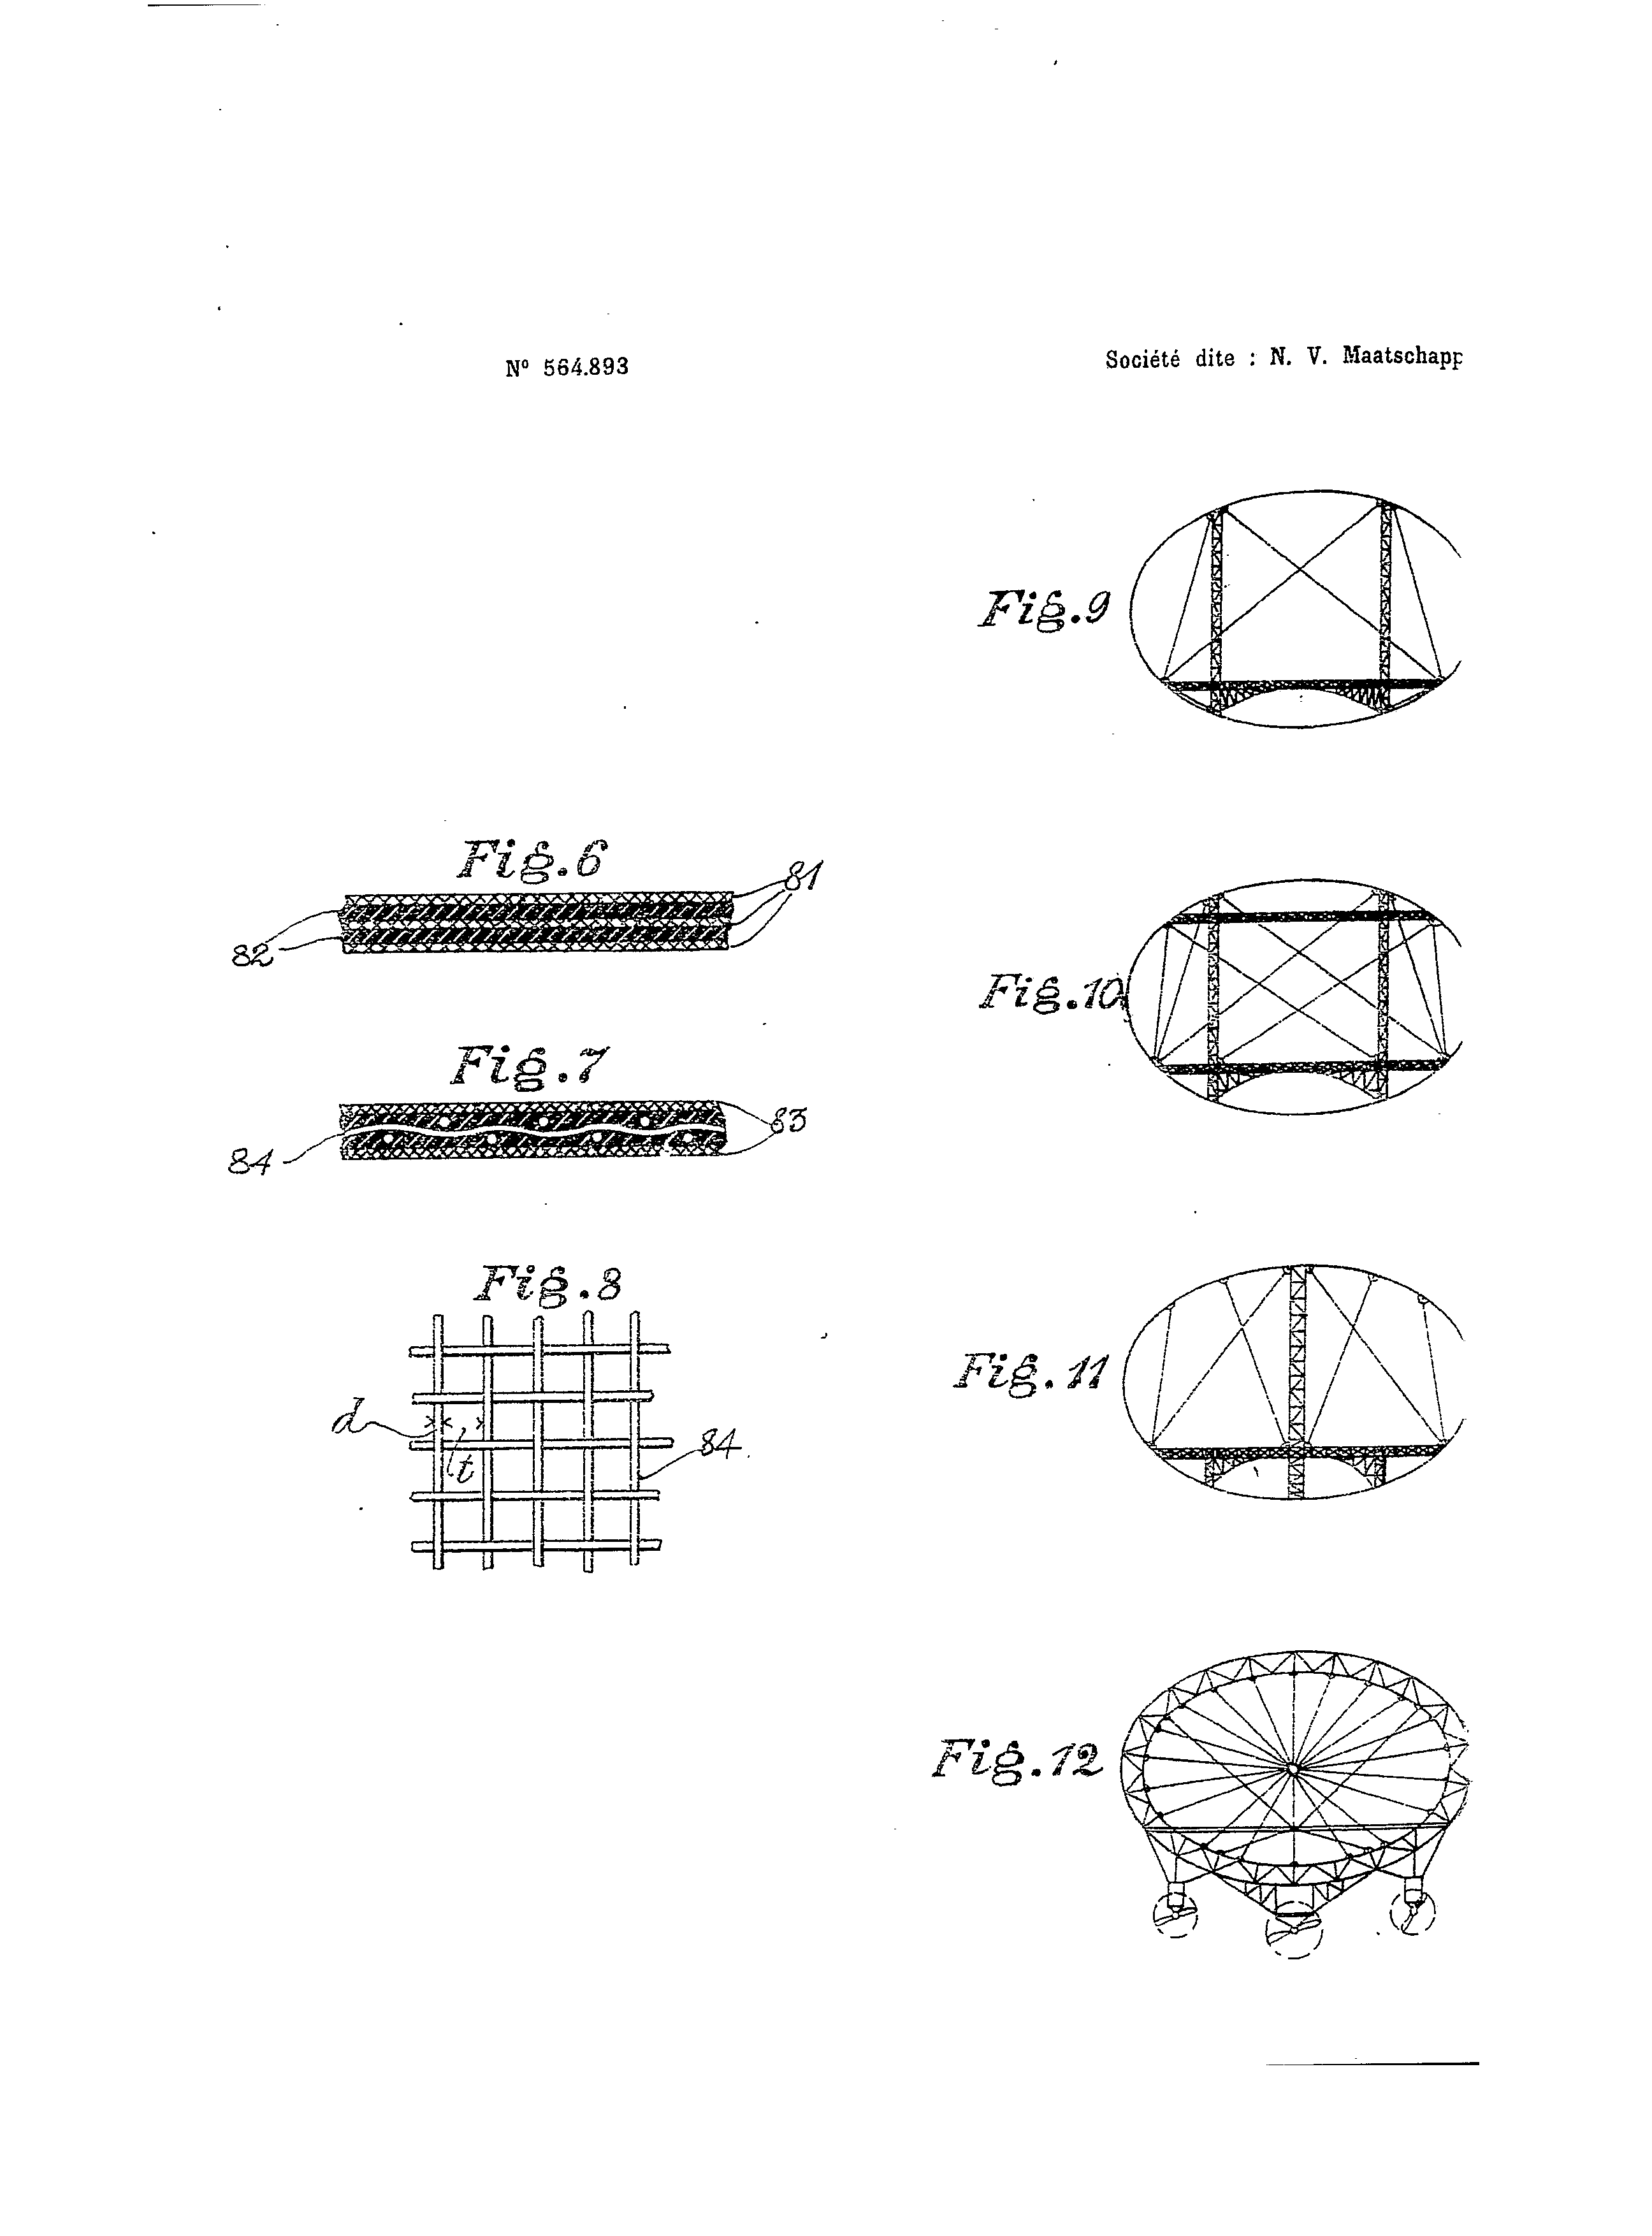 Nº 564.893
Société dite : N. V. Maatschapp
Fig.6
81
82
Fig.7
83
84
Fig.8
d
t
84
Fig.9
Fig.10
Fig.11
Fig.12